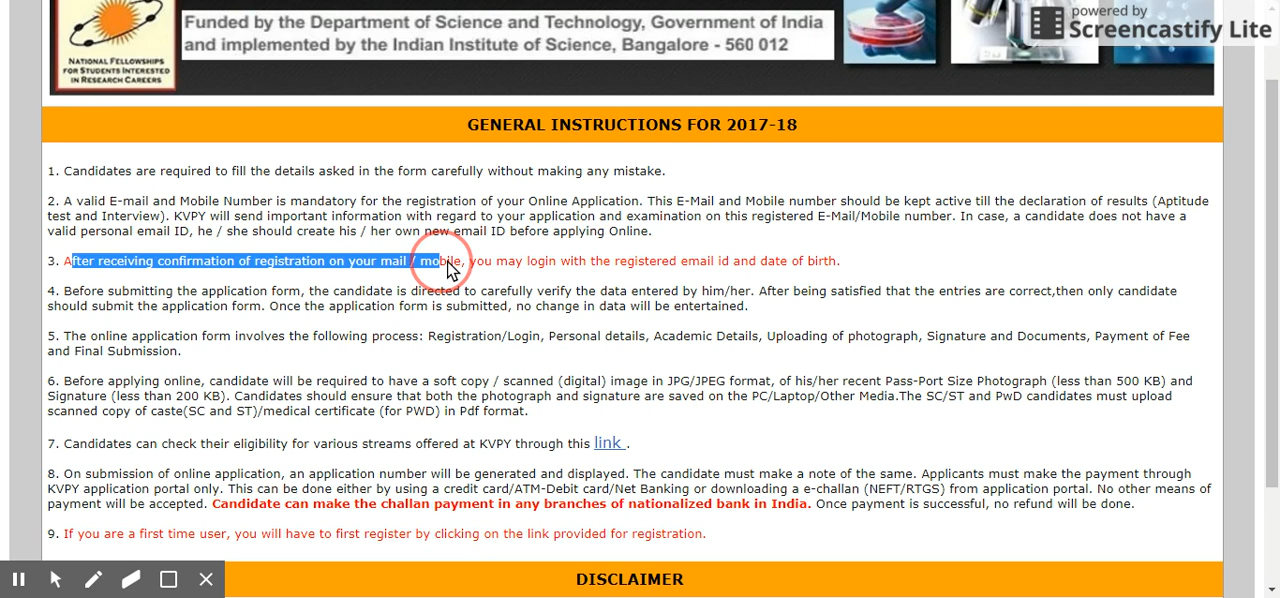 powered by
Screencastify Lite
Funded by the Department of Science and Technology, Government of India
and implemented by the Indian Institute of Science, Bangalore - 560 012
NATIONAL FELLOWSHIPS
FOR STUDENTS INTERESTED
IN RESEARCH CAREERS
GENERAL INSTRUCTIONS FOR 2017-18
1. Candidates are required to fill the details asked in the form carefully without making any mistake.
2. A valid E-mail and Mobile Number is mandatory for the registration of your Online Application. This E-Mail and Mobile number should be kept active till the declaration of results (Aptitude
test and Interview). KVPY will send important information with regard to your application and examination on this registered E-Mail/Mobile number. In case, a candidate does not have a
valid personal email ID, he / she should create his / her own new email ID before applying Online.
3. After receiving confirmation of registration on your mail / mobile, you may login with the registered email id and date of birth.
4. Before submitting the application form, the candidate is directed to carefully verify the data entered by him/her. After being satisfied that the entries are correct,then only candidate
should submit the application form. Once the application form is submitted, no change in data will be entertained.
5. The online application form involves the following process: Registration/Login, Personal details, Academic Details, Uploading of photograph, Signature and Documents, Payment of Fee
and Final Submission.
6. Before applying online, candidate will be required to have a soft copy / scanned (digital) image in JPG/JPEG format, of his/her recent Pass-Port Size Photograph (less than 500 KB) and
Signature (less than 200 KB). Candidates should ensure that both the photograph and signature are saved on the PC/Laptop/Other Media.The SC/ST and PwD candidates must upload
scanned copy of caste(SC and ST)/medical certificate (for PWD) in Pdf format.
7. Candidates can check their eligibility for various streams offered at KVPY through this link .
8. On submission of online application, an application number will be generated and displayed. The candidate must make a note of the same. Applicants must make the payment through
KVPY application portal only. This can be done either by using a credit card/ATM-Debit card/Net Banking or downloading a e-challan (NEFT/RTGS) from application portal. No other means of
payment will be accepted. Candidate can make the challan payment in any branches of nationalized bank in India. Once payment is successful, no refund will be done.
9. If you are a first time user, you will have to first register by clicking on the link provided for registration.
DISCLAIMER